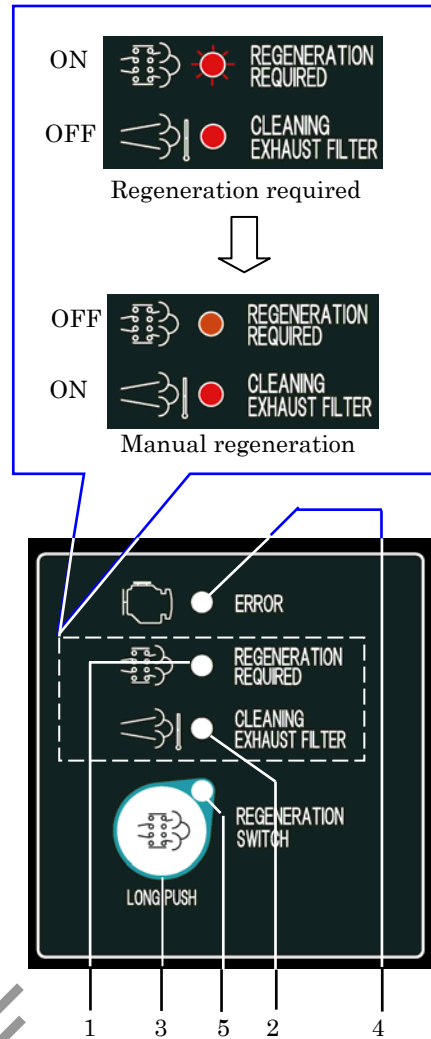 ON
REGENERATION
REQUIRED
OFF
CLEANING
EXHAUST FILTER
Regeneration required
OFF
REGENERATION
REQUIRED
ON
CLEANING
EXHAUST FILTER
Manual regeneration
ERROR
REGENERATION
REQUIRED
CLEANING
EXHAUST FILTER
REGENERATION
SWITCH
LONG PUSH
1 3 5 2 4